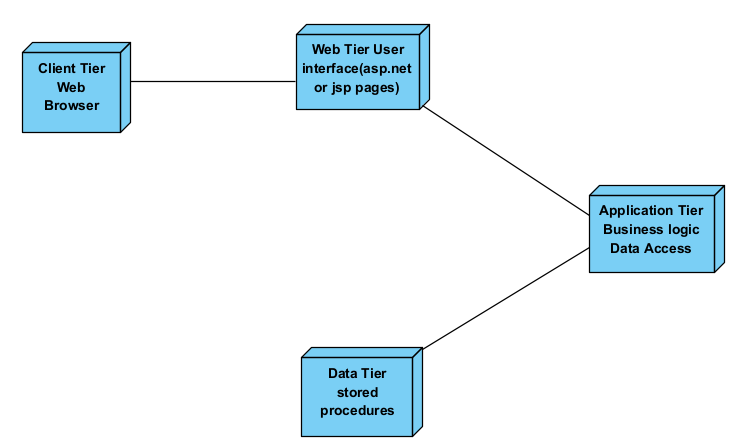 Client Tier
Web
Browser
Web Tier User
interface(asp.net
or jsp pages)
Application Tier
Business logic
Data Access
Data Tier
stored
procedures